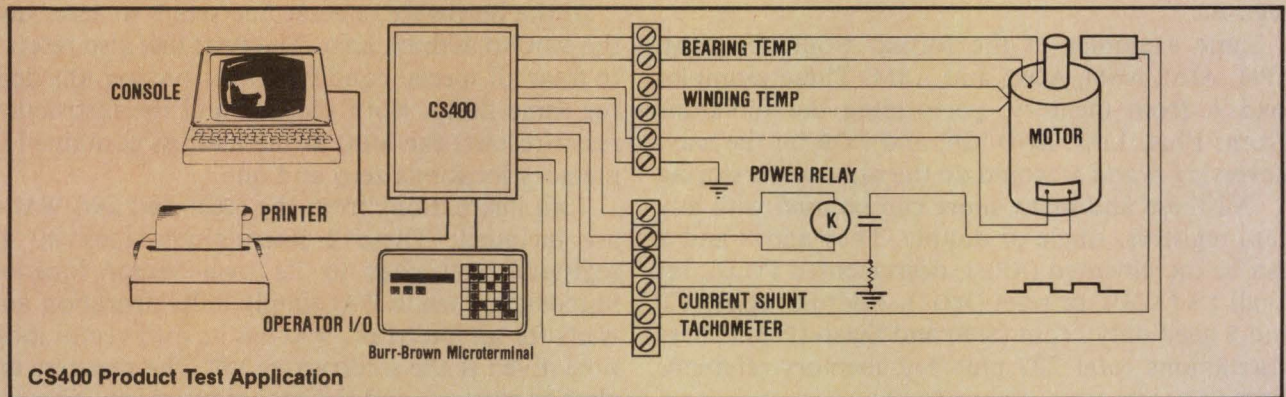 CONSOLE
CS400
PRINTER
OPERATOR I/O
Burr-Brown Microterminal
BEARING TEMP
WINDING TEMP
MOTOR
POWER RELAY
K
CURRENT SHUNT
TACHOMETER
CS400 Product Test Application